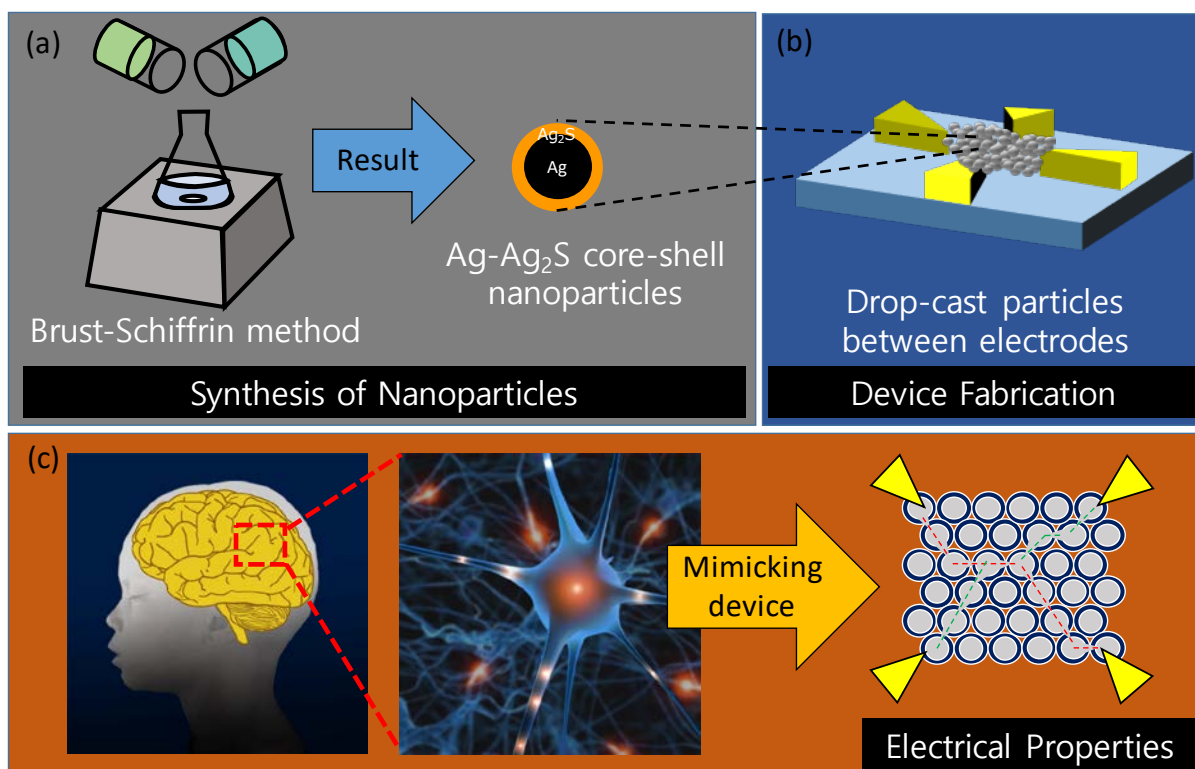 (a)
Result
Ag₂S
Ag
Ag-Ag₂S core-shell
nanoparticles
Brust-Schiffrin method
Synthesis of Nanoparticles
(b)
Drop-cast particles
between electrodes
Device Fabrication
(c)
Mimicking
device
Electrical Properties